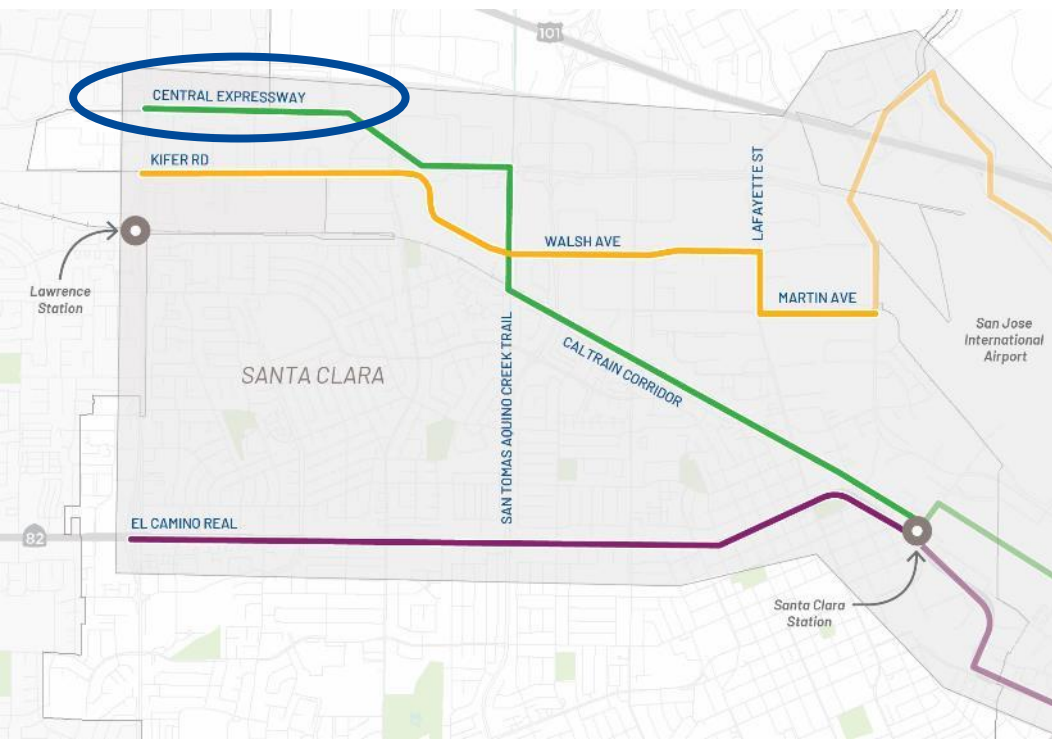 101
CENTRAL EXPRESSWAY
KIFER RD
LAFAYETTE ST
WALSH AVE
Lawrence
Station
MARTIN AVE
San Jose
International
Airport
SANTA CLARA
CALTRAIN CORRIDOR
SAN TOMAS AQUINO CREEK TRAIL
EL CAMINO REAL
82
Santa Clara
Station